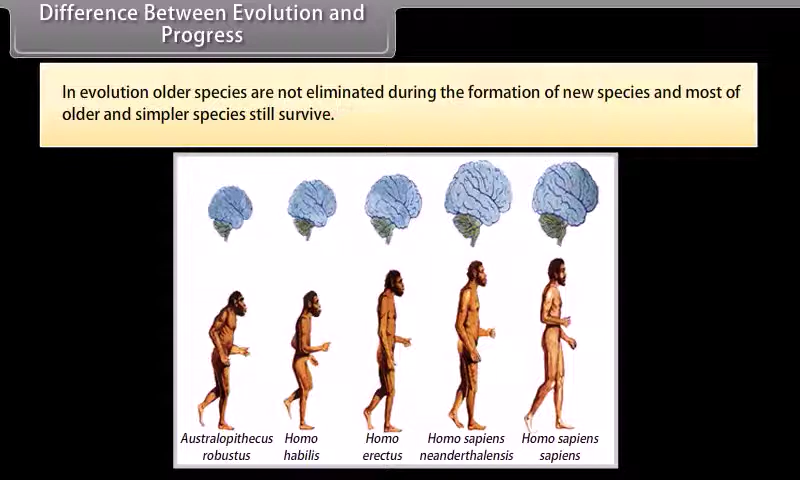 Difference Between Evolution and
Progress
In evolution older species are not eliminated during the formation of new species and most of
older and simpler species still survive.
Australopithecus robustus
Homo habilis
Homo erectus
Homo sapiens neanderthalensis
Homo sapiens sapiens